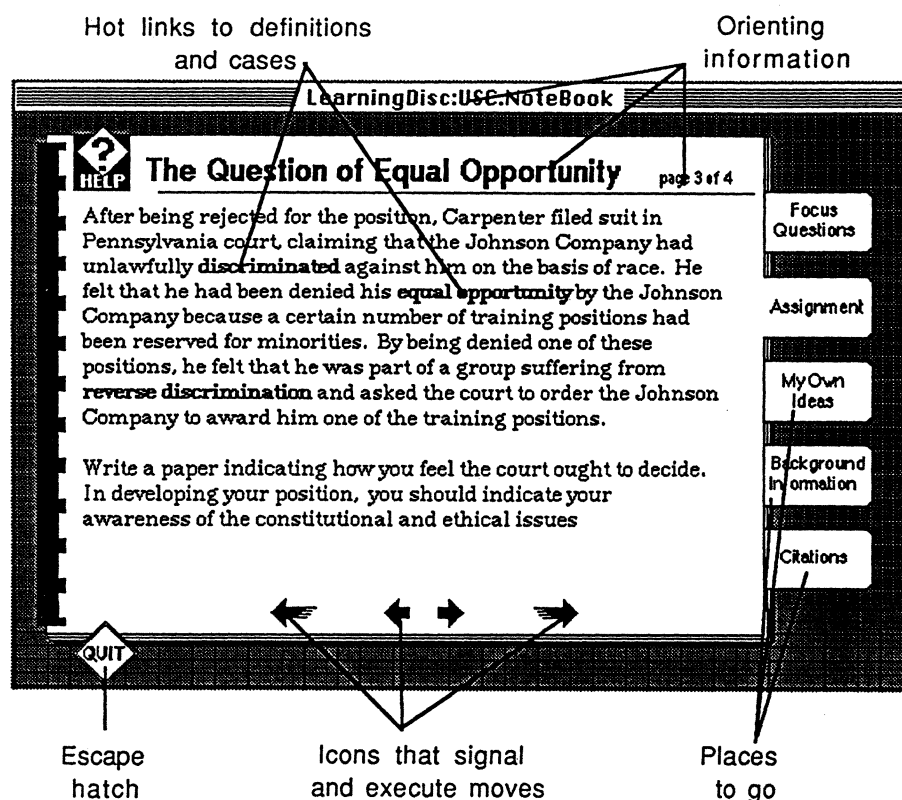 Hot links to definitions
and cases
Orienting
information
LearningDisc:USC.NoteBook
?
HELP
The Question of Equal Opportunity
page 3 of 4
After being rejected for the position, Carpenter filed suit in
Pennsylvania court, claiming that the Johnson Company had
unlawfully discriminated against him on the basis of race. He
felt that he had been denied his equal opportunity by the Johnson
Company because a certain number of training positions had
been reserved for minorities. By being denied one of these
positions, he felt that he was part of a group suffering from
reverse discrimination and asked the court to order the Johnson
Company to award him one of the training positions.
Write a paper indicating how you feel the court ought to decide.
In developing your position, you should indicate your
awareness of the constitutional and ethical issues
Focus
Questions
Assignment
My Own
Ideas
Background
Information
Citations
QUIT
Escape
hatch
Icons that signal
and execute moves
Places
to go